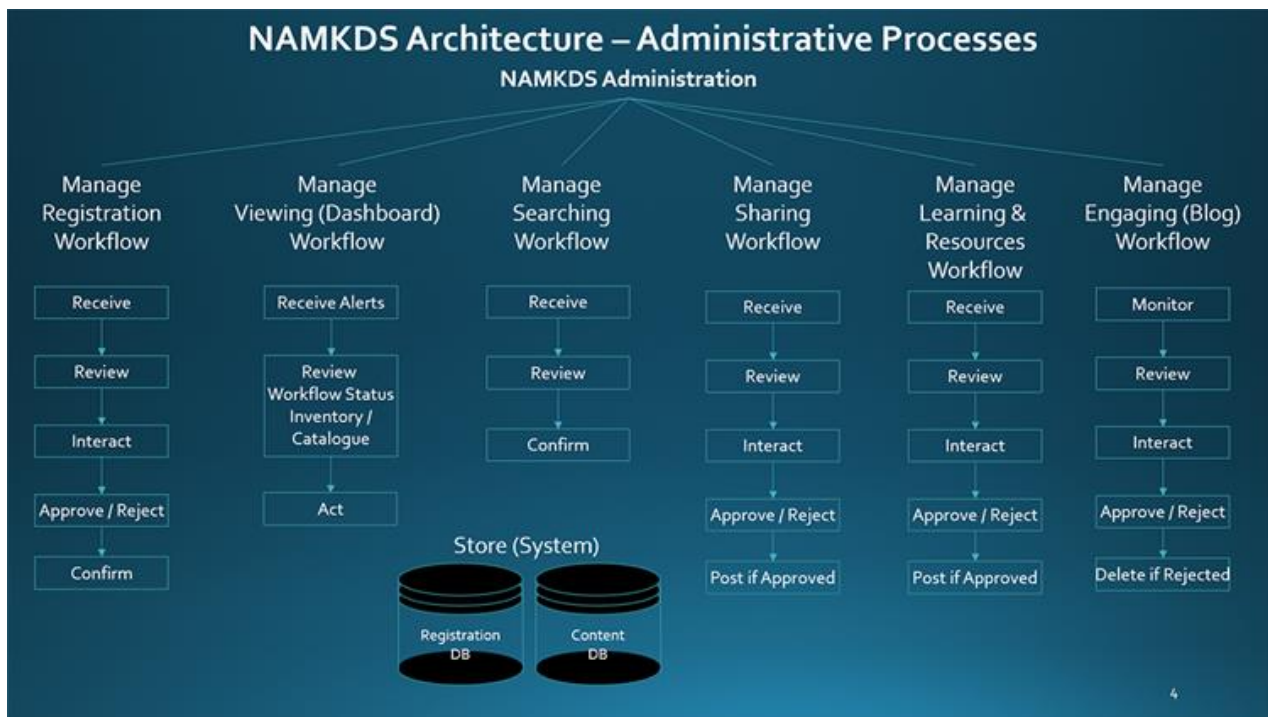 NAMKDS Architecture – Administrative Processes
NAMKDS Administration
Manage
Registration
Workflow
Receive
Review
Interact
Approve / Reject
Confirm
Manage
Viewing (Dashboard)
Workflow
Receive Alerts
Review
Workflow Status
Inventory /
Catalogue
Act
Manage
Searching
Workflow
Receive
Review
Confirm
Manage
Sharing
Workflow
Receive
Review
Interact
Approve / Reject
Post if Approved
Manage
Learning &
Resources
Workflow
Receive
Review
Interact
Approve / Reject
Post if Approved
Manage
Engaging (Blog)
Workflow
Monitor
Review
Interact
Approve / Reject
Delete if Rejected
Store (System)
Registration
DB
Content
DB
4